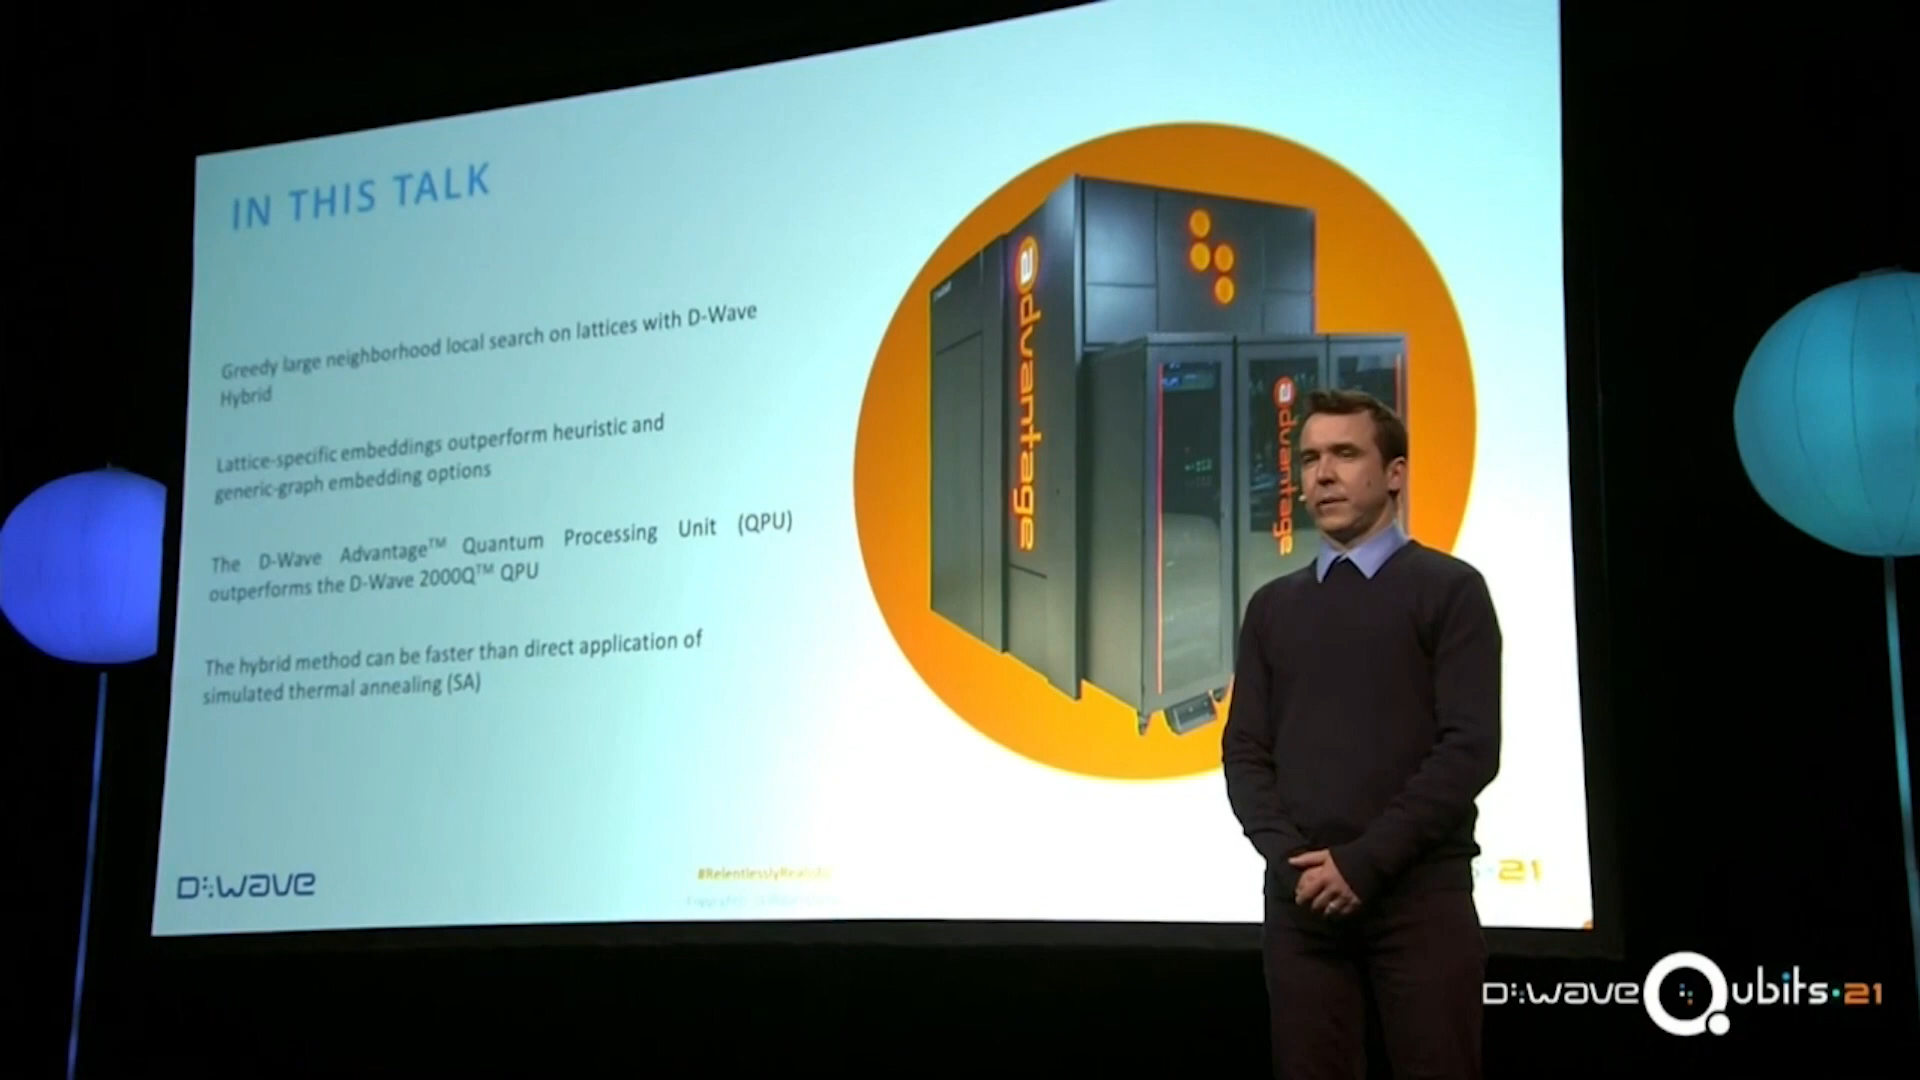 IN THIS TALK
Greedy large neighborhood local search on lattices with D-Wave
Hybrid
Lattice-specific embeddings outperform heuristic and
generic-graph embedding options
The D-Wave Advantage™ Quantum Processing Unit (QPU)
outperforms the D-Wave 2000Q™ QPU
The hybrid method can be faster than direct application of
simulated thermal annealing (SA)
advantage
advantage
D:wave
21
D:wave Qubits·21